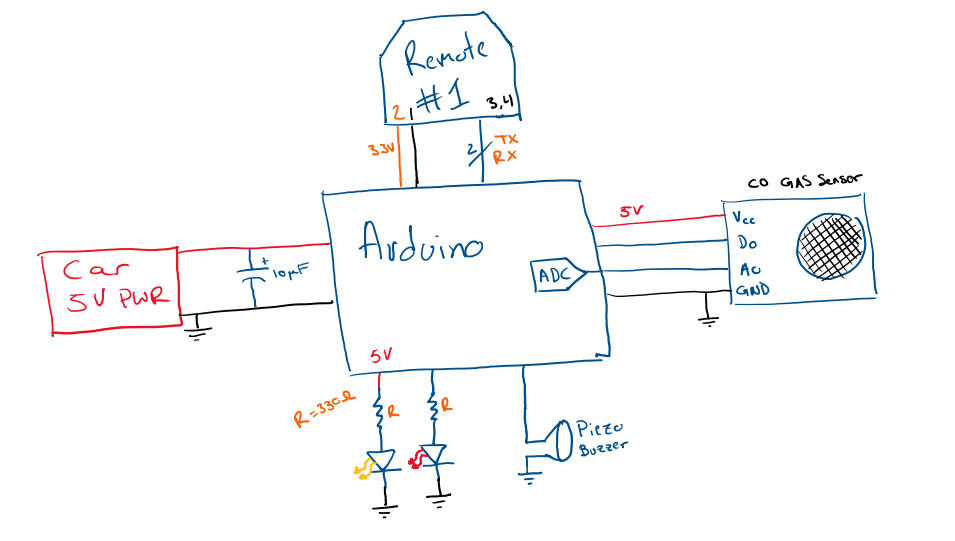 Remote
#1
2 1 3,4
3.3V
2
TX
RX
CO GAS Sensor
5V
Vcc
Do
Ao
GND
Arduino
ADC
Car
5V PWR
+
10µF
5V
R=330Ω
R
R
Piezo
Buzzer